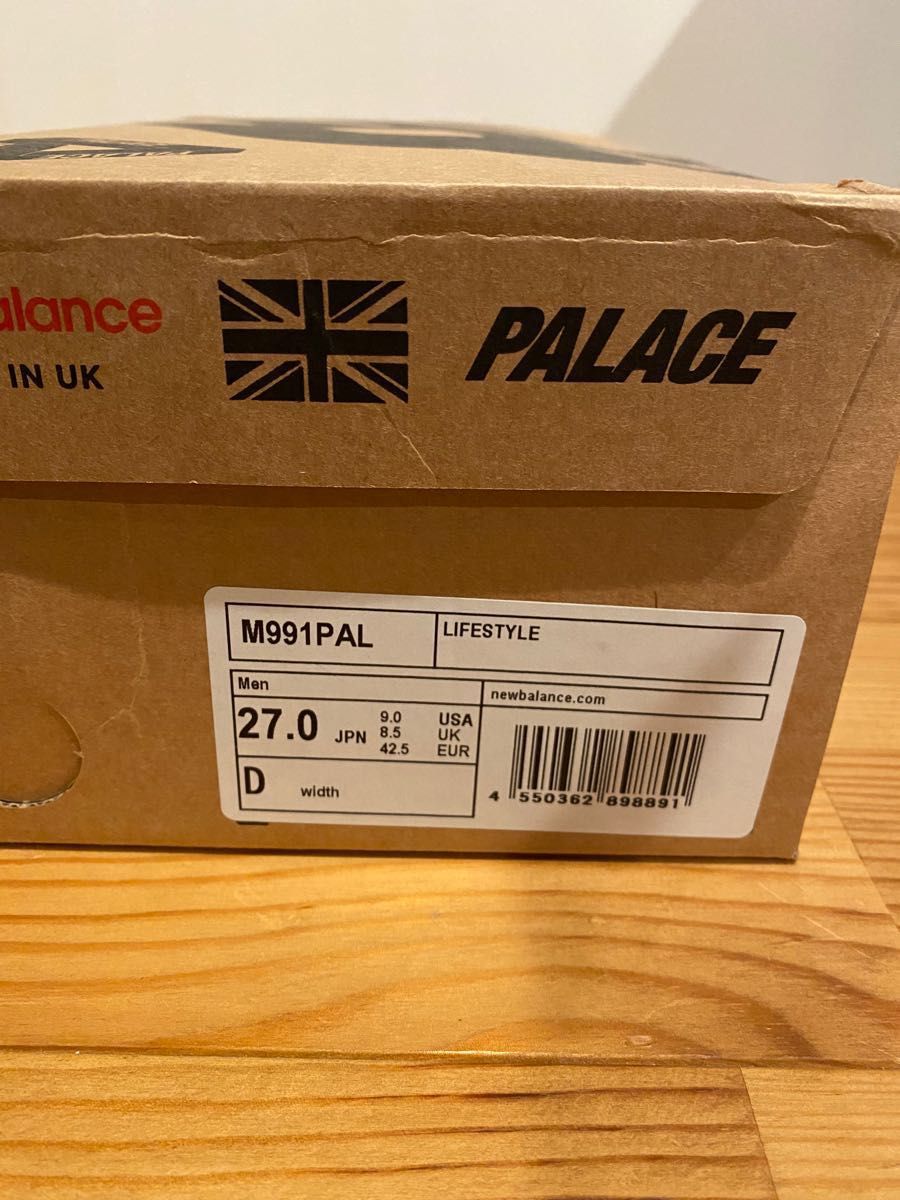 alance
IN UK
PALACE
M991PAL
LIFESTYLE
Men
newbalance.com
27.0 JPN
9.0 USA
8.5 UK
42.5 EUR
D width
4 550362 898891